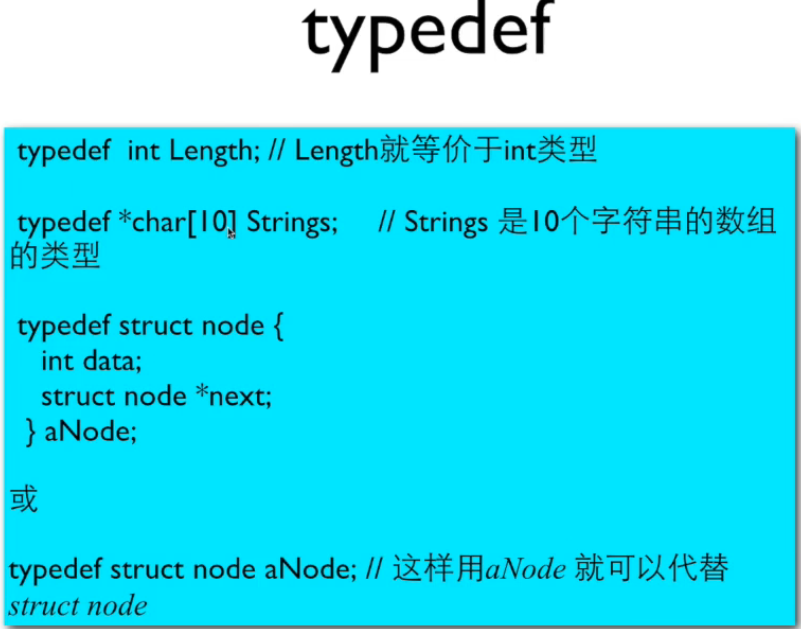 typedef
typedef int Length; // Length就等价于int类型
typedef *char[10] Strings; // Strings 是10个字符串的数组
的类型
typedef struct node {
int data;
struct node *next;
} aNode;
或
typedef struct node aNode; // 这样用aNode 就可以代替
struct node